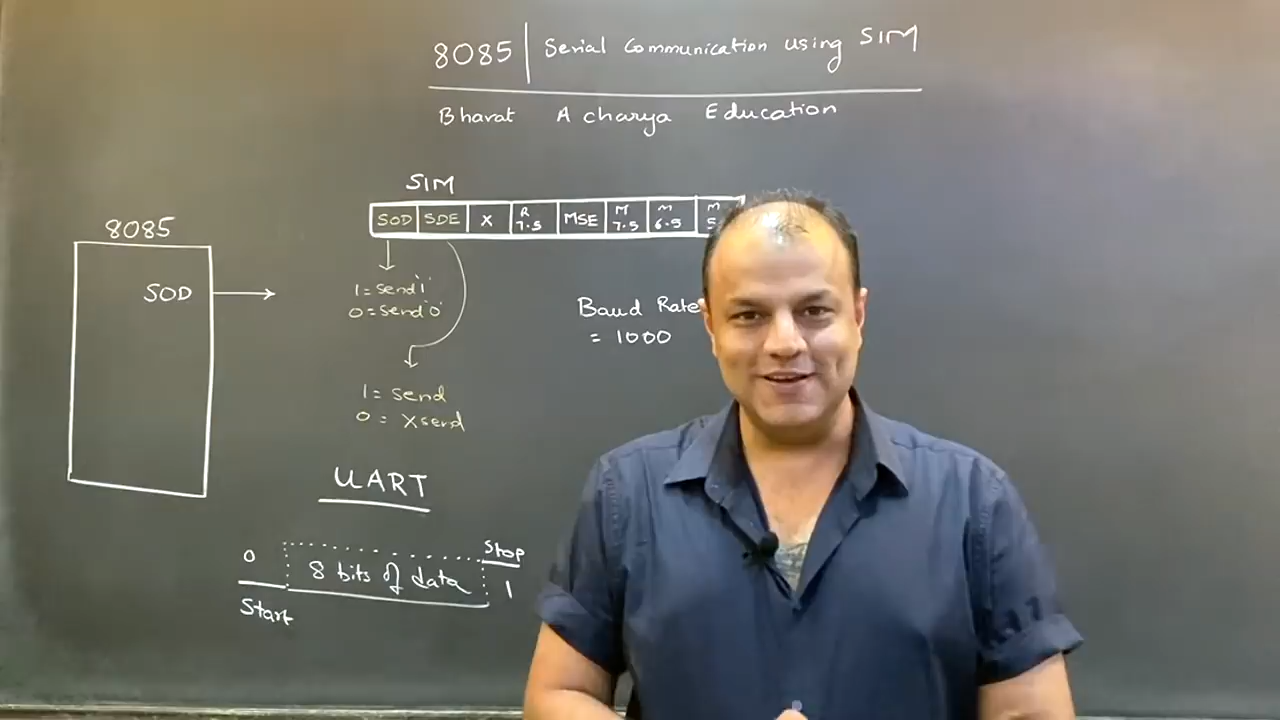 8085 | Serial Communication using SIM
Bharat Acharya Education
SIM
SOD SDE X R 7.5 MSE M 7.5 M 6.5 M 5
8085
SOD
1 = send '1'
0 = send '0'
Baud Rate
= 1000
1 = send
0 = X send
UART
0 8 bits of data Stop
1
Start